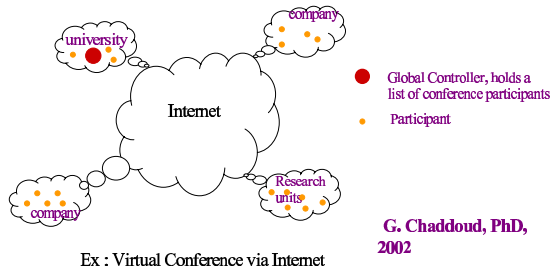 company
university
Internet
Global Controller, holds a
list of conference participants
Participant
Research
units
company
G. Chaddoud, PhD,
2002
Ex : Virtual Conference via Internet